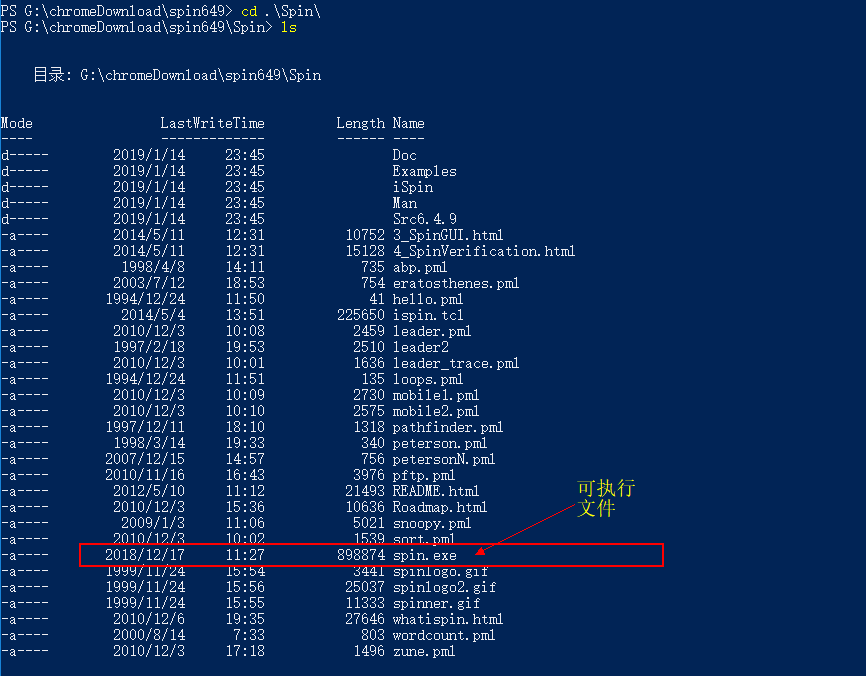 PS G:\chromeDownload\spin649> cd .\Spin\
PS G:\chromeDownload\spin649\Spin> ls
目录: G:\chromeDownload\spin649\Spin
Mode LastWriteTime Length Name
---- ------------- ------ ----
d----- 2019/1/14 23:45 Doc
d----- 2019/1/14 23:45 Examples
d----- 2019/1/14 23:45 iSpin
d----- 2019/1/14 23:45 Man
d----- 2019/1/14 23:45 Src6.4.9
-a---- 2014/5/11 12:31 10752 3_SpinGUI.html
-a---- 2014/5/11 12:31 15128 4_SpinVerification.html
-a---- 1998/4/8 14:11 735 abp.pml
-a---- 2003/7/12 18:53 754 eratosthenes.pml
-a---- 1994/12/24 11:50 41 hello.pml
-a---- 2014/5/4 13:51 225650 ispin.tcl
-a---- 2010/12/3 10:08 2459 leader.pml
-a---- 1997/2/18 19:53 2510 leader2
-a---- 2010/12/3 10:01 1636 leader_trace.pml
-a---- 1994/12/24 11:51 135 loops.pml
-a---- 2010/12/3 10:09 2730 mobile1.pml
-a---- 2010/12/3 10:10 2575 mobile2.pml
-a---- 1997/12/11 18:10 1318 pathfinder.pml
-a---- 1998/3/14 19:33 340 peterson.pml
-a---- 2007/12/15 14:57 756 petersonN.pml
-a---- 2010/11/16 16:43 3976 pftp.pml
-a---- 2012/5/10 11:12 21493 README.html
-a---- 2010/12/3 15:36 10636 Roadmap.html
-a---- 2009/1/3 11:06 5021 snoopy.pml
-a---- 2010/12/3 10:02 1539 sort.pml
-a---- 2018/12/17 11:27 898874 spin.exe
-a---- 1999/11/24 15:54 3441 spinlogo.gif
-a---- 1999/11/24 15:56 25037 spinlogo2.gif
-a---- 1999/11/24 15:55 11333 spinner.gif
-a---- 2010/12/6 19:35 27646 whatispin.html
-a---- 2000/8/14 7:33 803 wordcount.pml
-a---- 2010/12/3 17:18 1496 zune.pml
可执行
文件